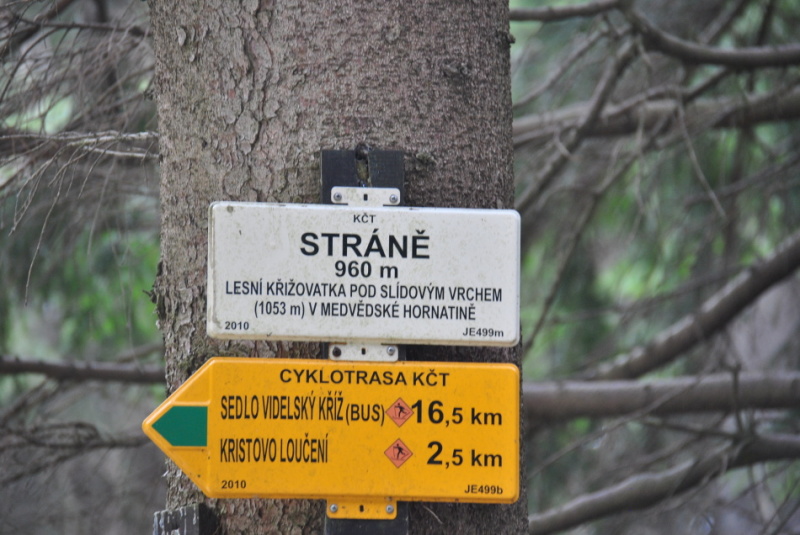 KČT
STRÁNĚ
960 m
LESNÍ KŘIŽOVATKA POD SLÍDOVÝM VRCHEM
(1053 m) V MEDVĚDSKÉ HORNATINĚ
2010 JE499m
CYKLOTRASA KČT
SEDLO VIDELSKÝ KŘÍŽ (BUS) 16,5 km
KRISTOVO LOUČENÍ 2,5 km
2010 JE499b